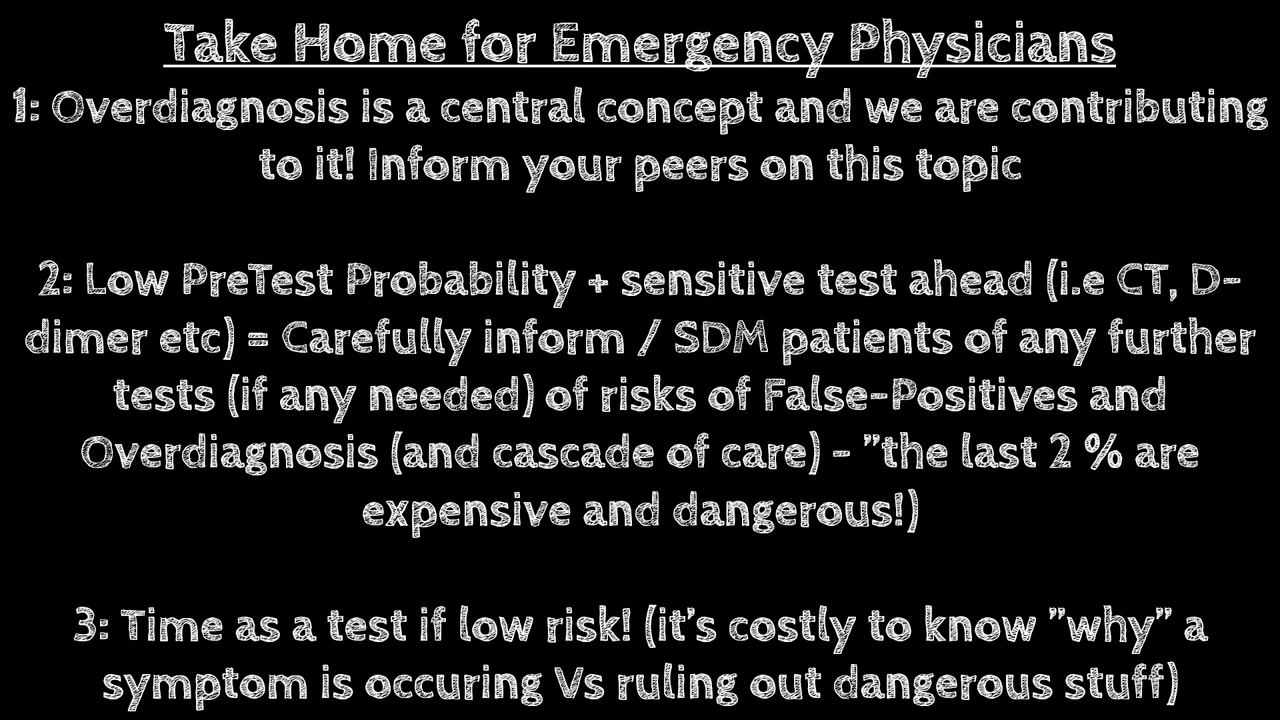 Take Home for Emergency Physicians
1: Overdiagnosis is a central concept and we are contributing
to it! Inform your peers on this topic
2: Low PreTest Probability + sensitive test ahead (i.e CT, D-
dimer etc) = Carefully inform / SDM patients of any further
tests (if any needed) of risks of False-Positives and
Overdiagnosis (and cascade of care) - ”the last 2 % are
expensive and dangerous!)
3: Time as a test if low risk! (it’s costly to know ”why” a
symptom is occuring Vs ruling out dangerous stuff)